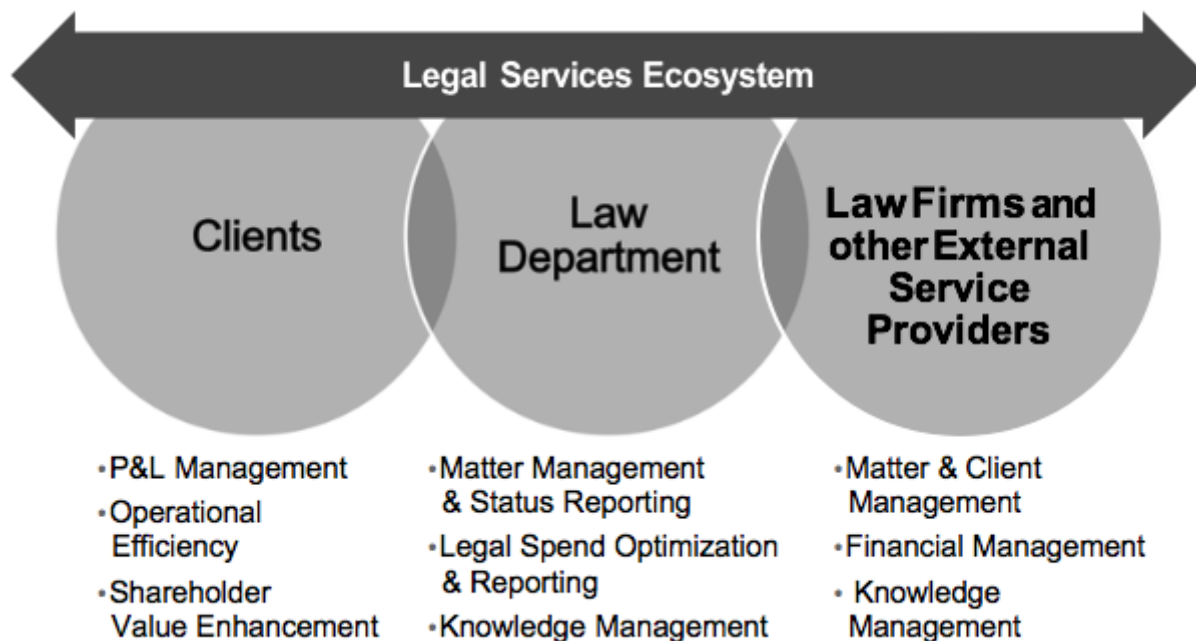 Legal Services Ecosystem
Clients
Law
Department
Law Firms and
other External
Service
Providers
•P&L Management
•Operational
Efficiency
•Shareholder
Value Enhancement
•Matter Management
& Status Reporting
•Legal Spend Optimization
& Reporting
•Knowledge Management
•Matter & Client
Management
•Financial Management
• Knowledge
Management